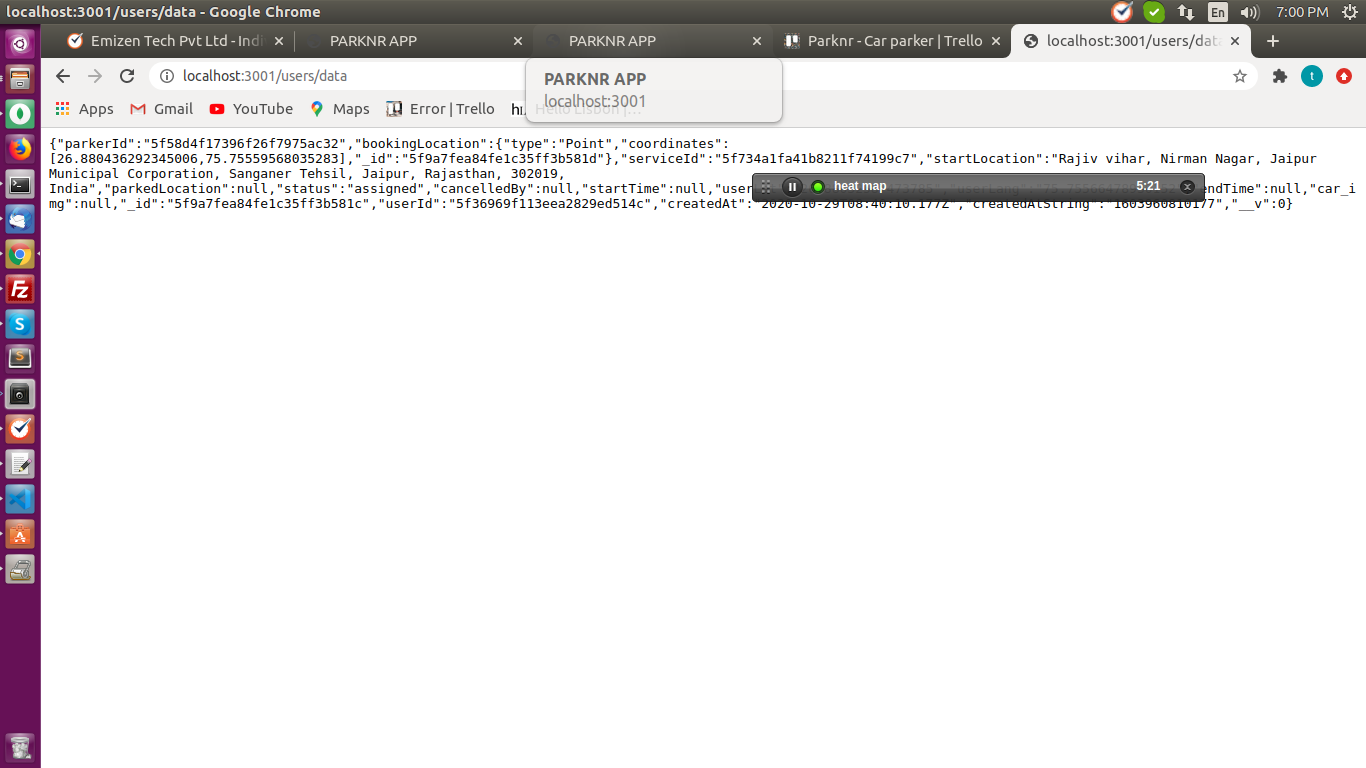 localhost:3001/users/data - Google Chrome
En
7:00 PM
Emizen Tech Pvt Ltd - Indi
PARKNR APP
PARKNR APP
Parknr - Car parker | Trello
localhost:3001/users/data
localhost:3001/users/data
t
PARKNR APP
localhost:3001
Apps
Gmail
YouTube
Maps
Error | Trello
hi,
Hello Lisbon |...
{"parkerId":"5f58d4f17396f26f7975ac32","bookingLocation":{"type":"Point","coordinates":
[26.880436292345006,75.75559568035283],"_id":"5f9a7fea84fe1c35ff3b581d"},"serviceId":"5f734a1fa41b8211f74199c7","startLocation":"Rajiv vihar, Nirman Nagar, Jaipur
Municipal Corporation, Sanganer Tehsil, Jaipur, Rajasthan, 302019,
India","parkedLocation":null,"status":"assigned","cancelledBy":null,"startTime":null,"user
endTime":null,"car_i
mg":null,"_id":"5f9a7fea84fe1c35ff3b581c","userId":"5f36969f113eea2829ed514c","createdAt":"2020-10-29T08:40:10.177Z","createdAtString":"1603960810177","__v":0}
heat map
5:21